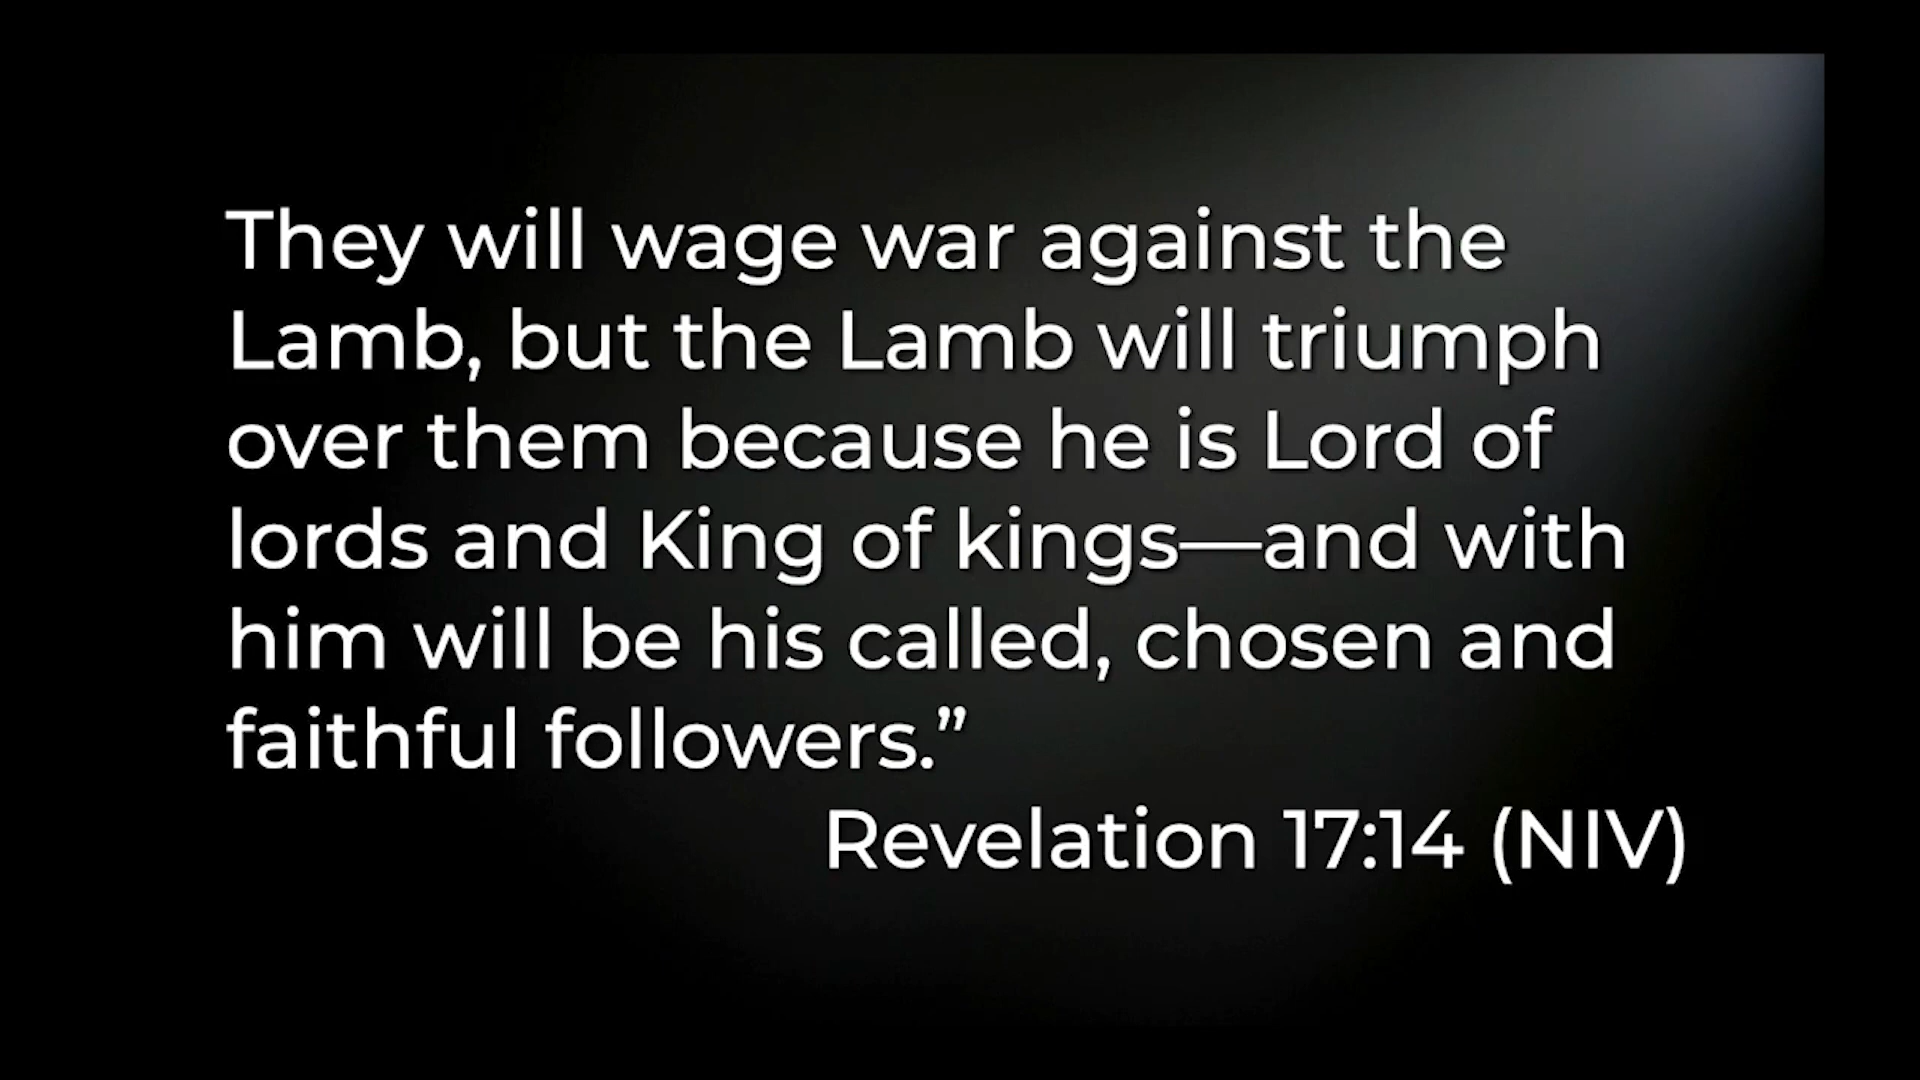 They will wage war against the
Lamb, but the Lamb will triumph
over them because he is Lord of
lords and King of kings—and with
him will be his called, chosen and
faithful followers.”
Revelation 17:14 (NIV)